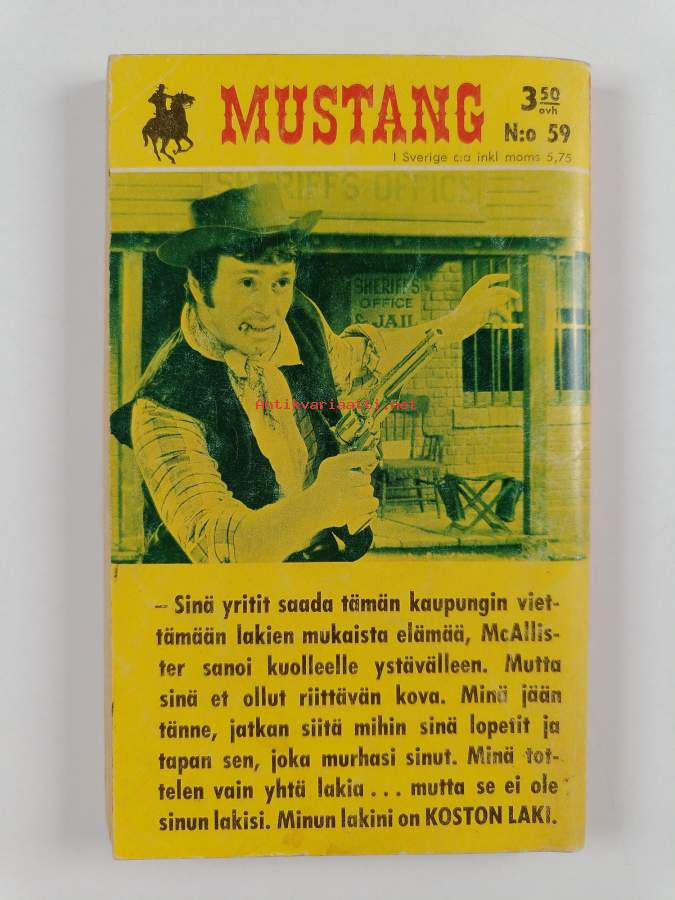 MUSTANG
3 50
ovh
N:o 59
I Sverige c:a inkl moms 5,75
SHERIFFS OFFICE
SHERIFFS
OFFICE
& JAIL
Antikvariaatti.net
– Sinä yritit saada tämän kaupungin viet-
tämään lakien mukaista elämää, McAllis-
ter sanoi kuolleelle ystävälleen. Mutta
sinä et ollut riittävän kova. Minä jään
tänne, jatkan siitä mihin sinä lopetit ja
tapan sen, joka murhasi sinut. Minä tot-
telen vain yhtä lakia ... mutta se ei ole
sinun lakisi. Minun lakini on KOSTON LAKI.